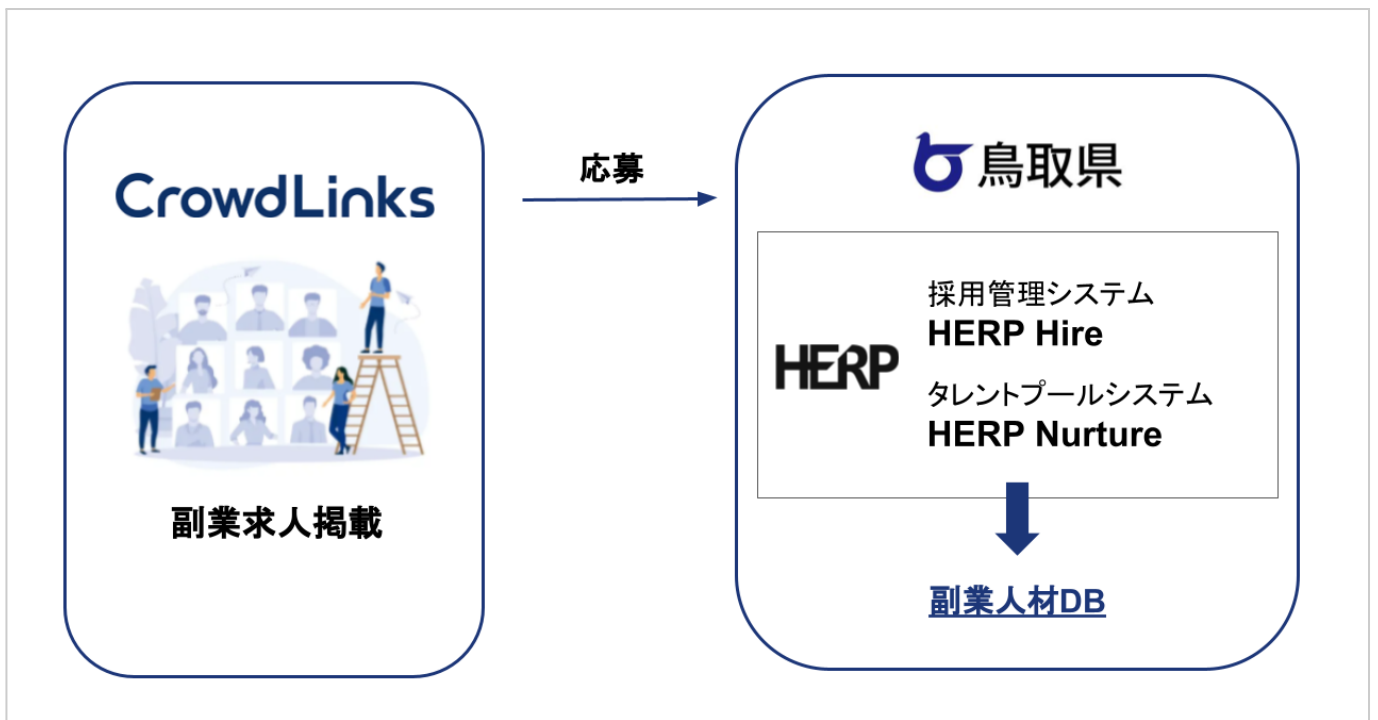 CrowdLinks
副業求人掲載
応募
鳥取県
HERP
採用管理システム
HERP Hire
タレントプールシステム
HERP Nurture
副業人材DB